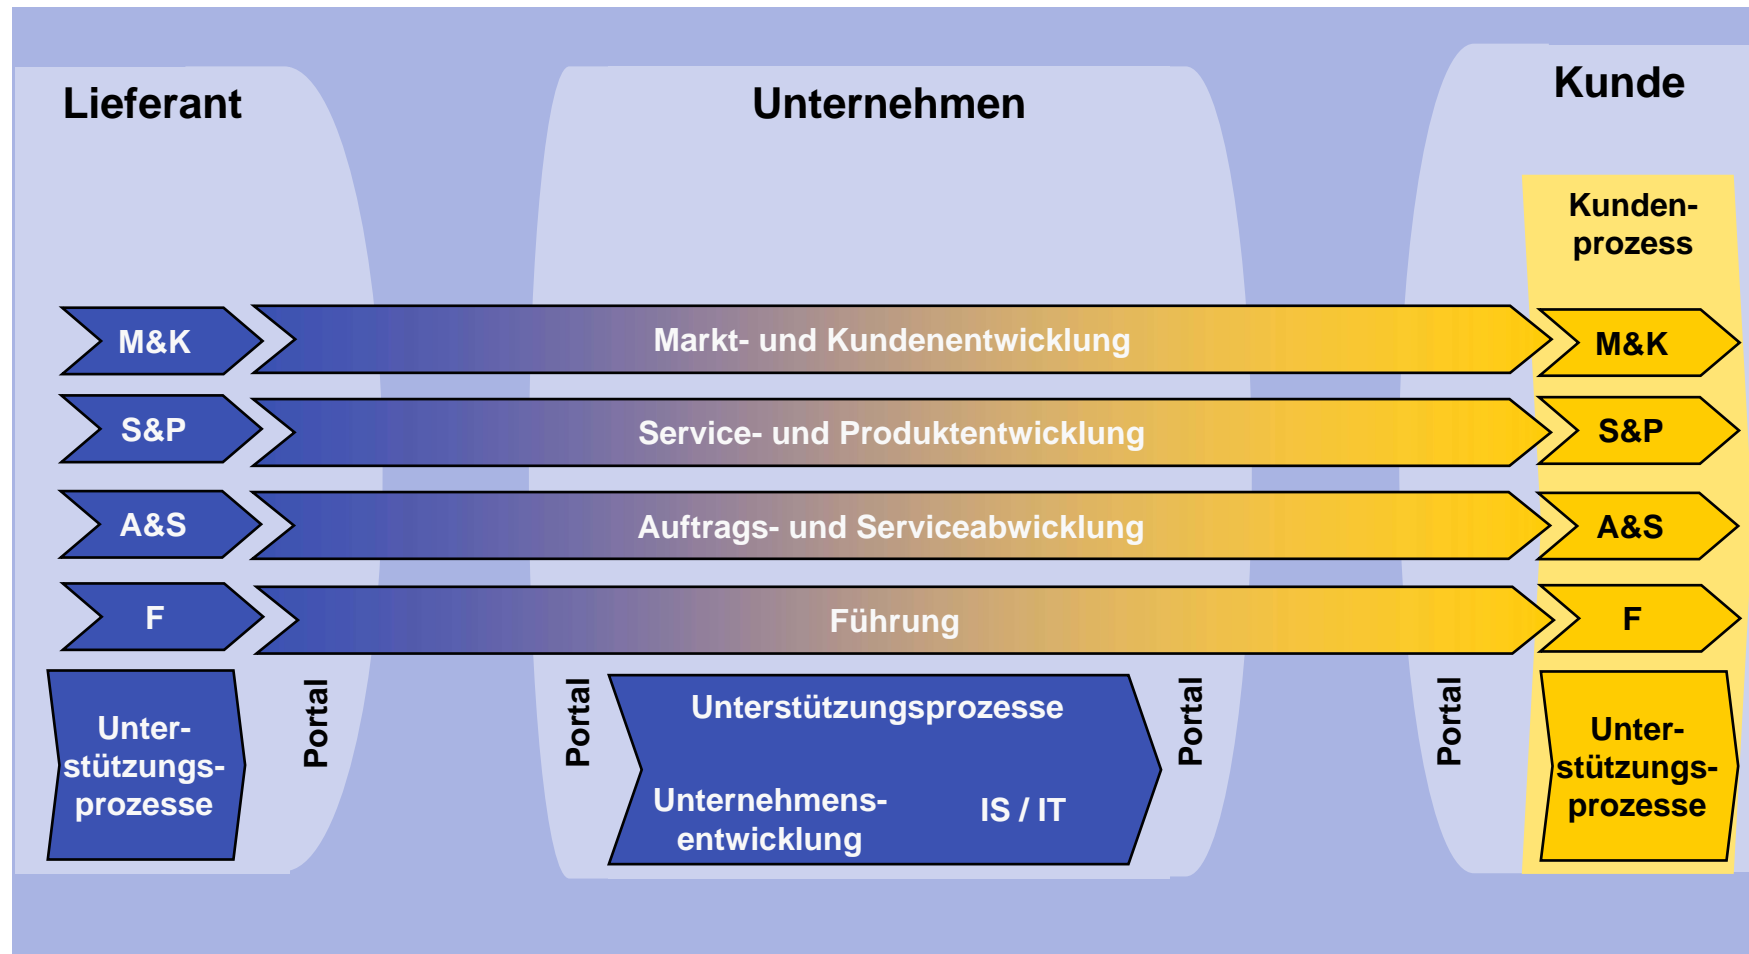 Lieferant
Unternehmen
Kunde
Kunden-
prozess
M&K
Markt- und Kundenentwicklung
M&K
S&P
Service- und Produktentwicklung
S&P
A&S
Auftrags- und Serviceabwicklung
A&S
F
Führung
F
Unter-
stützungs-
prozesse
Portal
Portal
Unterstützungsprozesse
Unternehmens-
entwicklung
IS / IT
Portal
Portal
Unter-
stützungs-
prozesse